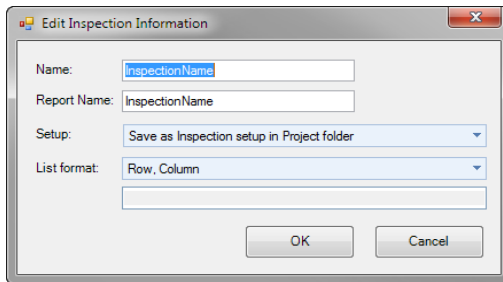 Edit Inspection Information
Name: InspectionName
Report Name: InspectionName
Setup: Save as Inspection setup in Project folder
List format: Row, Column
OK Cancel